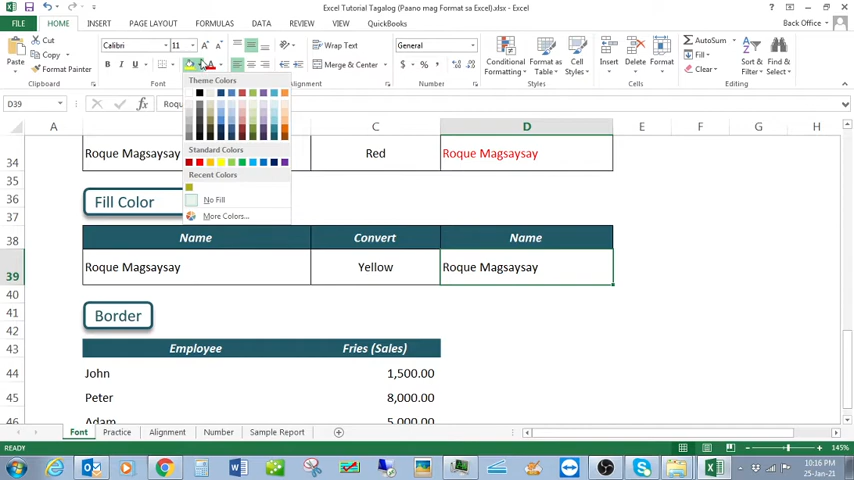 Excel Tutorial Tagalog (Paano mag Format sa Excel).xlsx - Excel
FILE HOME INSERT PAGE LAYOUT FORMULAS DATA REVIEW VIEW QuickBooks Back Office
Paste Cut Copy Format Painter
Calibri 11
B I U
Wrap Text
Merge & Center
General
$ % ,
Conditional Formatting Format as Table Cell Styles
Insert Delete Format
AutoSum Fill Clear
Sort & Filter Find & Select
Clipboard Font Alignment Number Styles Cells Editing
D39
Theme Colors
Standard Colors
Recent Colors
No Fill
More Colors...
A C D E F G H
34 Roque Magsaysay Red Roque Magsaysay
35
36 Fill Color
37
38 Name Convert Name
39 Roque Magsaysay Yellow Roque Magsaysay
40
41 Border
42
43 Employee Fries (Sales)
44 John 1,500.00
45 Peter 8,000.00
46 Adam 5,000.00
Font Practice Alignment Number Sample Report
READY 145%
10:16 PM
25-Jan-21